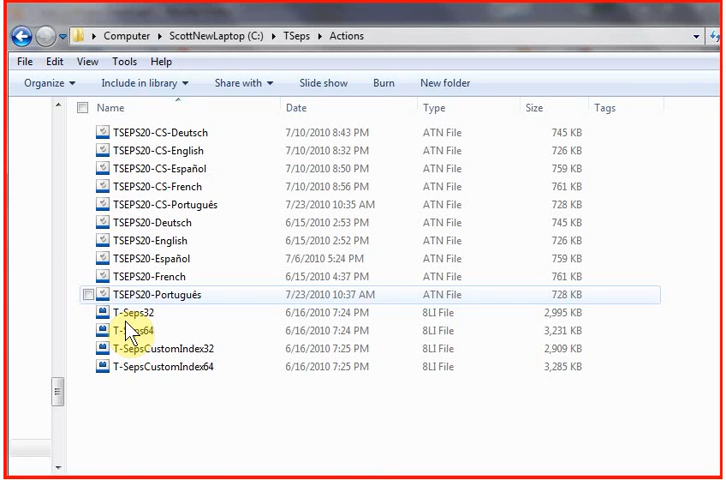 Computer ▸ ScottNewLaptop (C:) ▸ TSeps ▸ Actions
File Edit View Tools Help
Organize Include in library Share with Slide show Burn New folder
Name Date Type Size Tags
TSEPS20-CS-Deutsch 7/10/2010 8:43 PM ATN File 745 KB
TSEPS20-CS-English 7/10/2010 8:32 PM ATN File 726 KB
TSEPS20-CS-Español 7/10/2010 8:50 PM ATN File 759 KB
TSEPS20-CS-French 7/10/2010 8:56 PM ATN File 761 KB
TSEPS20-CS-Português 7/23/2010 10:35 AM ATN File 728 KB
TSEPS20-Deutsch 6/15/2010 2:53 PM ATN File 745 KB
TSEPS20-English 6/15/2010 2:52 PM ATN File 726 KB
TSEPS20-Español 7/6/2010 5:24 PM ATN File 759 KB
TSEPS20-French 6/15/2010 4:37 PM ATN File 761 KB
TSEPS20-Português 7/23/2010 10:37 AM ATN File 728 KB
T-Seps32 6/16/2010 7:24 PM 8LI File 2,995 KB
T-Seps64 6/16/2010 7:24 PM 8LI File 3,231 KB
T-SepsCustomIndex32 6/16/2010 7:25 PM 8LI File 2,909 KB
T-SepsCustomIndex64 6/16/2010 7:25 PM 8LI File 3,285 KB